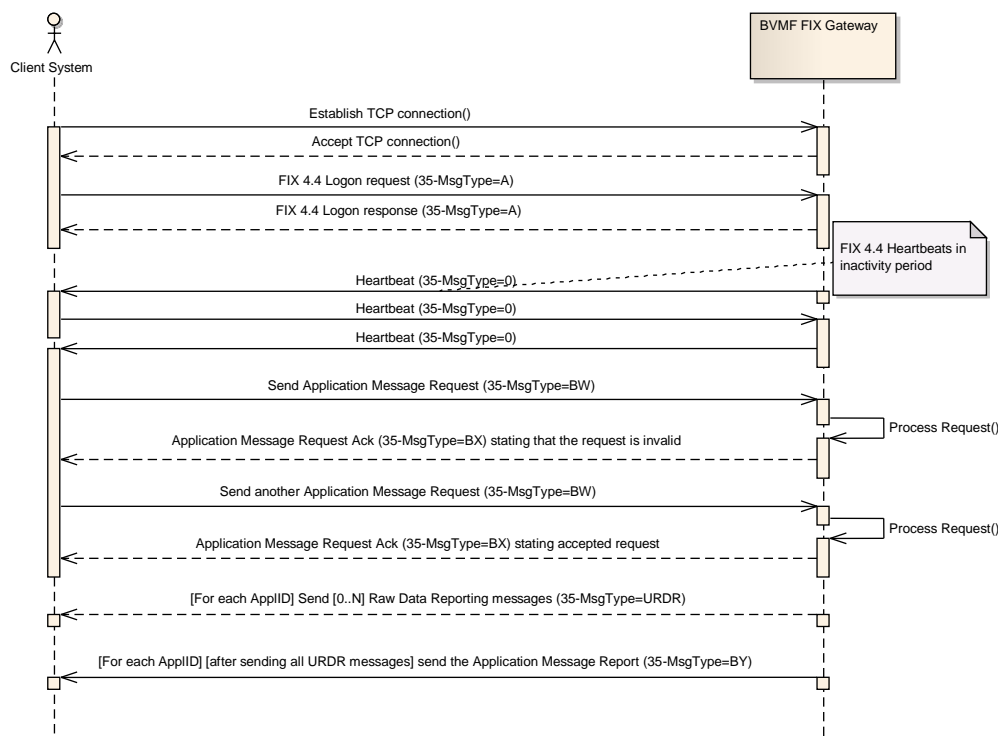 BVMF FIX Gateway
Client System
Establish TCP connection()
Accept TCP connection()
FIX 4.4 Logon request (35-MsgType=A)
FIX 4.4 Logon response (35-MsgType=A)
FIX 4.4 Heartbeats in
inactivity period
Heartbeat (35-MsgType=0)
Heartbeat (35-MsgType=0)
Heartbeat (35-MsgType=0)
Send Application Message Request (35-MsgType=BW)
Process Request()
Application Message Request Ack (35-MsgType=BX) stating that the request is invalid
Send another Application Message Request (35-MsgType=BW)
Process Request()
Application Message Request Ack (35-MsgType=BX) stating accepted request
[For each ApplID] Send [0..N] Raw Data Reporting messages (35-MsgType=URDR)
[For each ApplID] [after sending all URDR messages] send the Application Message Report (35-MsgType=BY)